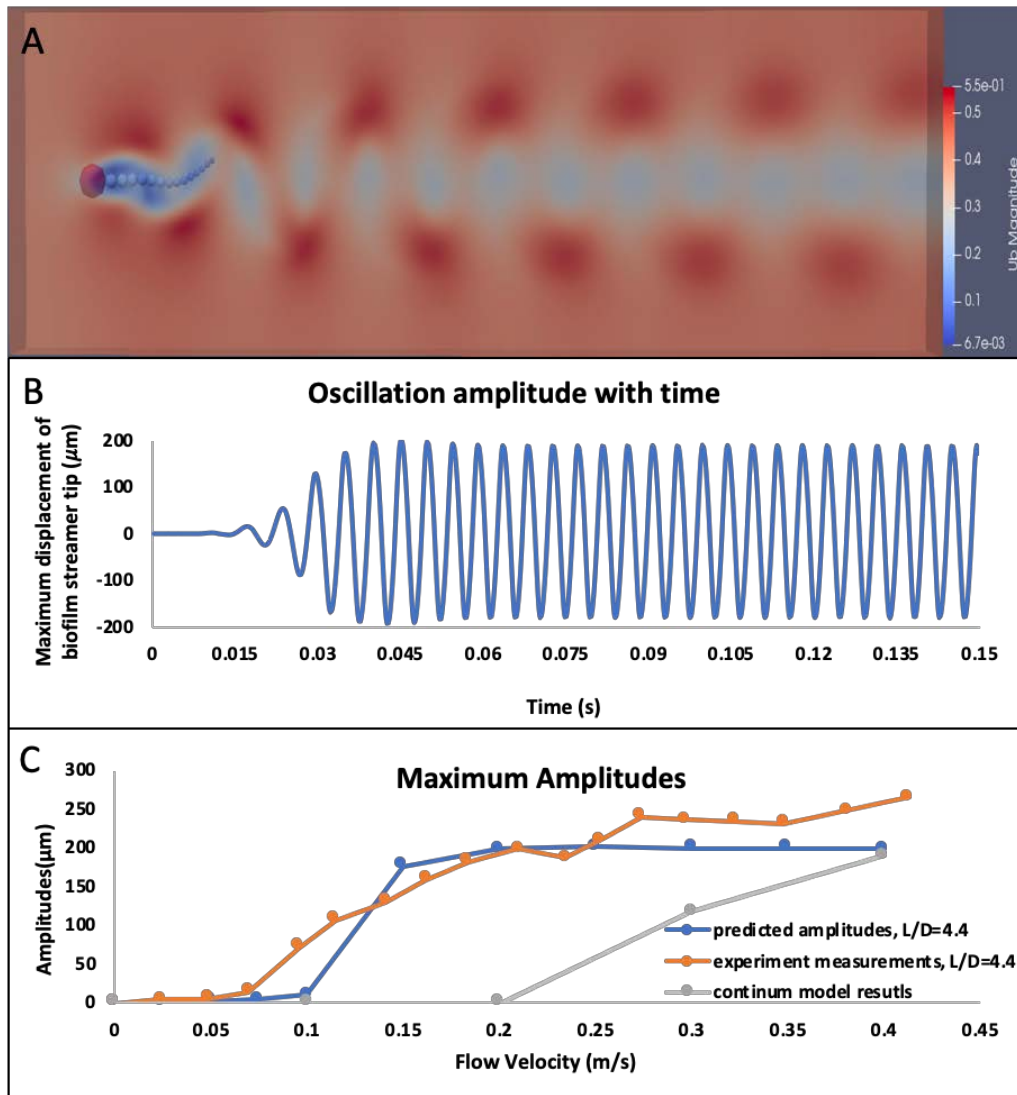 A
5.5e-01
0.5
0.4
0.3
0.2
0.1
6.7e-03
Ub Magnitude
B
Oscillation amplitude with time
Maximum displacement of
biofilm streamer tip (μm)
200
100
0
-100
-200
0 0.015 0.03 0.045 0.06 0.075 0.09 0.105 0.12 0.135 0.15
Time (s)
C
Maximum Amplitudes
Amplitudes(μm)
300
250
200
150
100
50
0
predicted amplitudes, L/D=4.4
experiment measurements, L/D=4.4
continum model resutls
0 0.05 0.1 0.15 0.2 0.25 0.3 0.35 0.4 0.45
Flow Velocity (m/s)